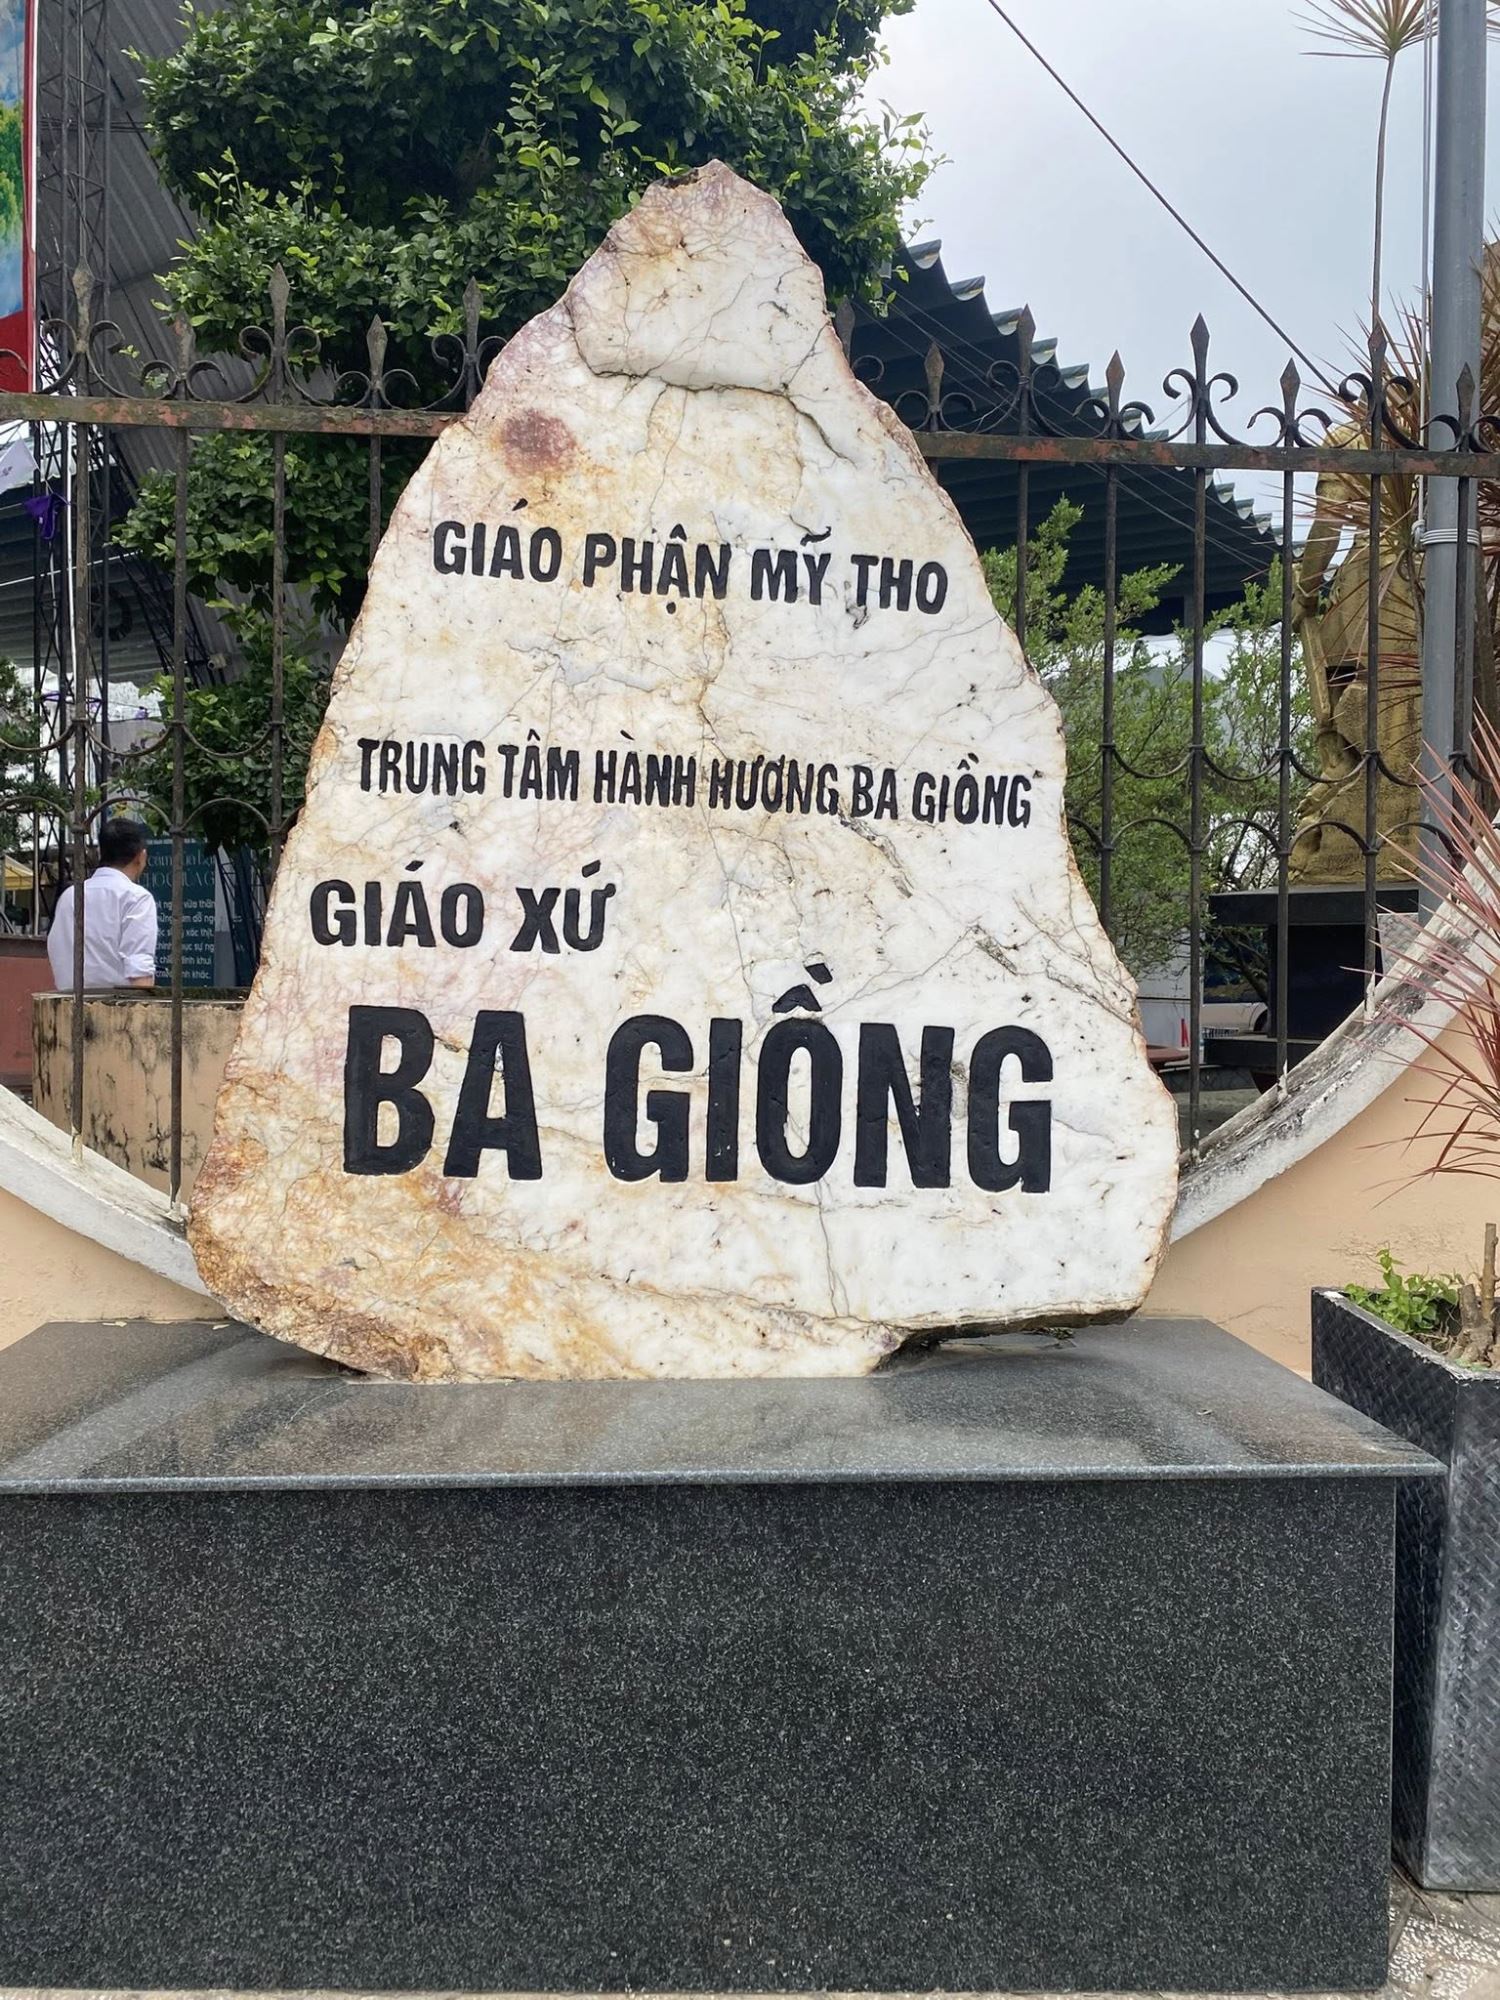 GIÁO PHẬN MỸ THO
TRUNG TÂM HÀNH HƯƠNG BA GIỒNG
GIÁO XỨ
BA GIỒNG